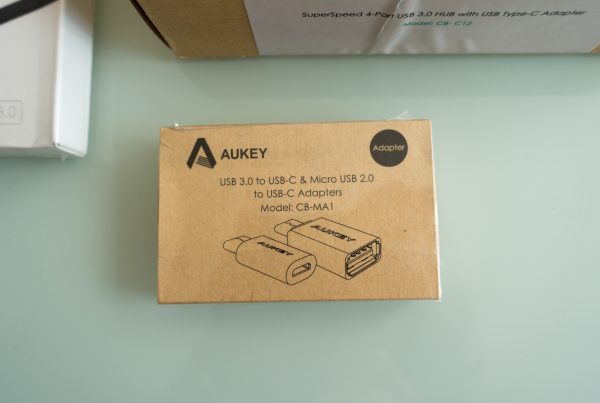 SuperSpeed 4-Port USB 3.0 HUB with USB Type-C Adapter
Model: CB-C12
3.0
AUKEY
Adapter
USB 3.0 to USB-C & Micro USB 2.0
to USB-C Adapters
Model: CB-MA1
AUKEY
AUKEY